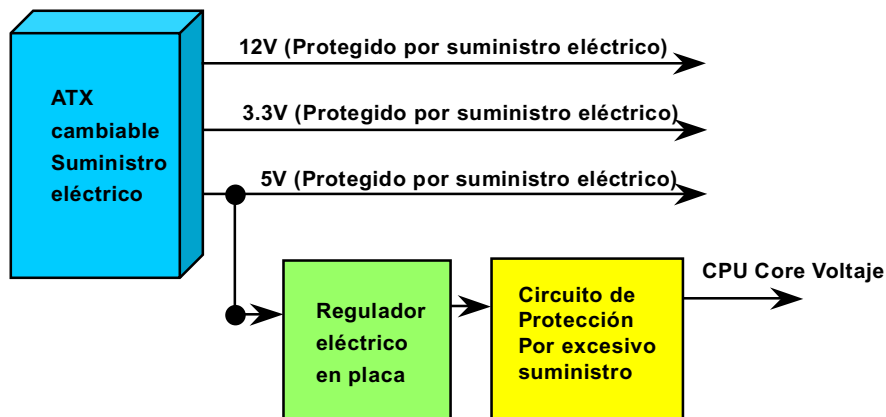 12V (Protegido por suministro eléctrico)
ATX
cambiable
Suministro
eléctrico
3.3V (Protegido por suministro eléctrico)
5V (Protegido por suministro eléctrico)
CPU Core Voltaje
Regulador
eléctrico
en placa
Circuito de
Protección
Por excesivo
suministro